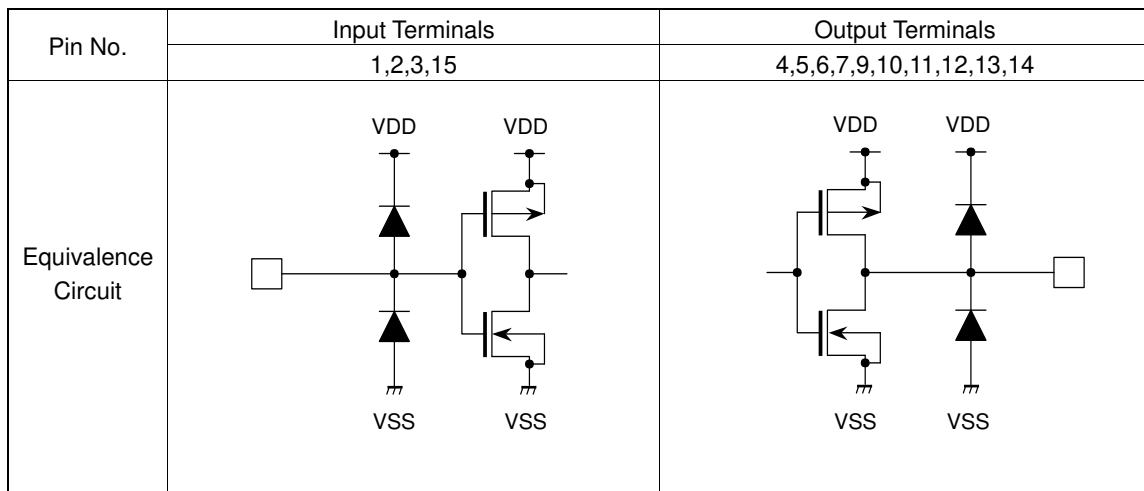 Pin No.
Input Terminals
Output Terminals
1,2,3,15
4,5,6,7,9,10,11,12,13,14
Equivalence
Circuit
VDD VDD
VSS VSS
VDD VDD
VSS VSS